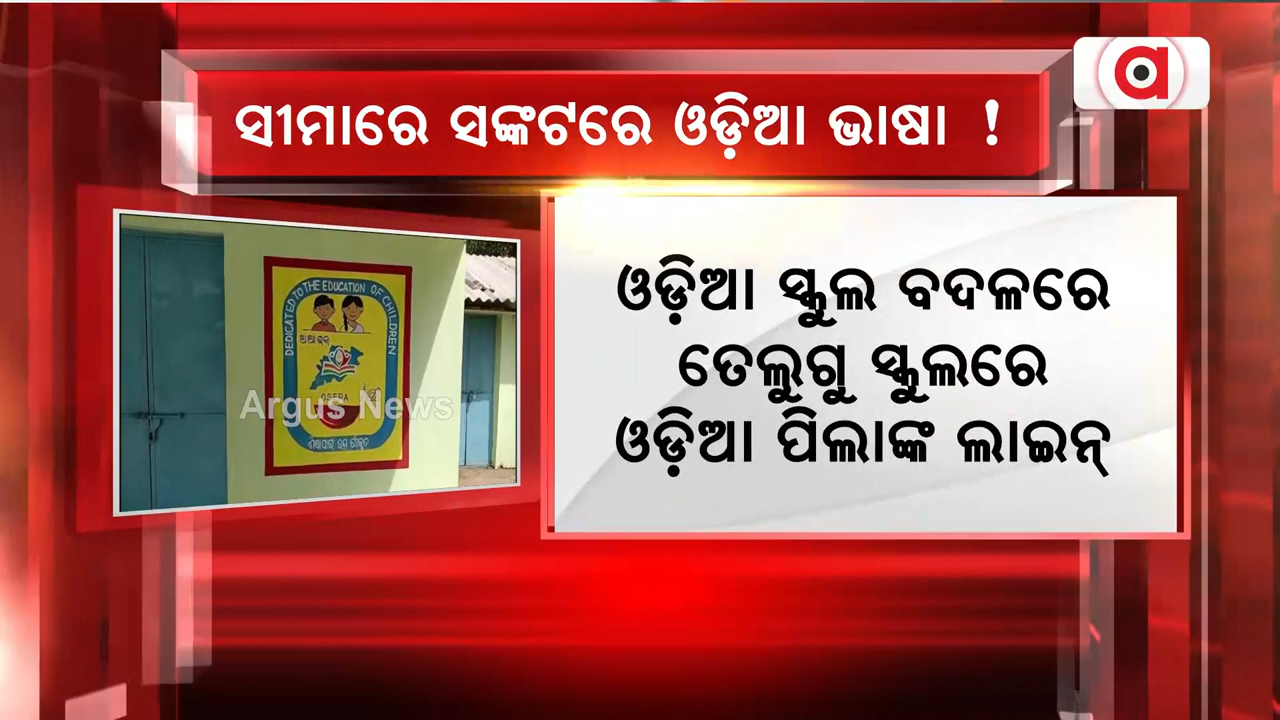 ସୀମାରେ ସଙ୍କଟରେ ଓଡ଼ିଆ ଭାଷା !
ଓଡ଼ିଆ ସ୍କୁଲ ବଦଳରେ
ତେଲୁଗୁ ସ୍କୁଲରେ
ଓଡ଼ିଆ ପିଲାଙ୍କ ଲାଇନ୍
DEDICATED TO THE EDUCATION OF CHILDREN
OSEPA
Argus News